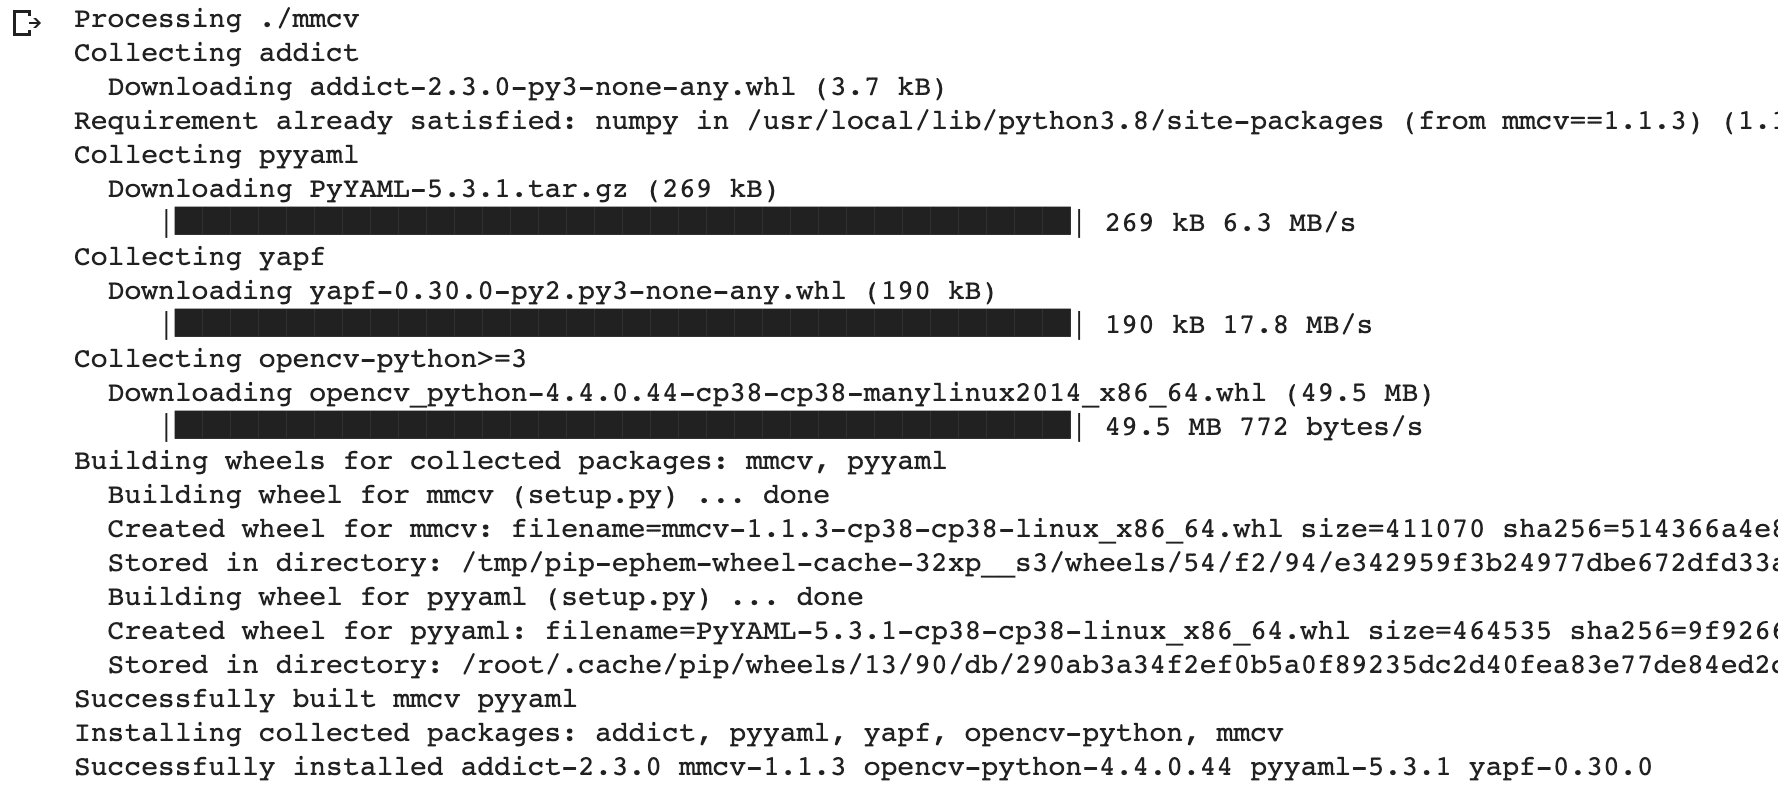 Processing ./mmcv
Collecting addict
Downloading addict-2.3.0-py3-none-any.whl (3.7 kB)
Requirement already satisfied: numpy in /usr/local/lib/python3.8/site-packages (from mmcv==1.1.3) (1.1
Collecting pyyaml
Downloading PyYAML-5.3.1.tar.gz (269 kB)
|████████████████████████████████| 269 kB 6.3 MB/s
Collecting yapf
Downloading yapf-0.30.0-py2.py3-none-any.whl (190 kB)
|████████████████████████████████| 190 kB 17.8 MB/s
Collecting opencv-python>=3
Downloading opencv_python-4.4.0.44-cp38-cp38-manylinux2014_x86_64.whl (49.5 MB)
|████████████████████████████████| 49.5 MB 772 bytes/s
Building wheels for collected packages: mmcv, pyyaml
Building wheel for mmcv (setup.py) ... done
Created wheel for mmcv: filename=mmcv-1.1.3-cp38-cp38-linux_x86_64.whl size=411070 sha256=514366a4e8
Stored in directory: /tmp/pip-ephem-wheel-cache-32xp__s3/wheels/54/f2/94/e342959f3b24977dbe672dfd33a
Building wheel for pyyaml (setup.py) ... done
Created wheel for pyyaml: filename=PyYAML-5.3.1-cp38-cp38-linux_x86_64.whl size=464535 sha256=9f9266
Stored in directory: /root/.cache/pip/wheels/13/90/db/290ab3a34f2ef0b5a0f89235dc2d40fea83e77de84ed2c
Successfully built mmcv pyyaml
Installing collected packages: addict, pyyaml, yapf, opencv-python, mmcv
Successfully installed addict-2.3.0 mmcv-1.1.3 opencv-python-4.4.0.44 pyyaml-5.3.1 yapf-0.30.0